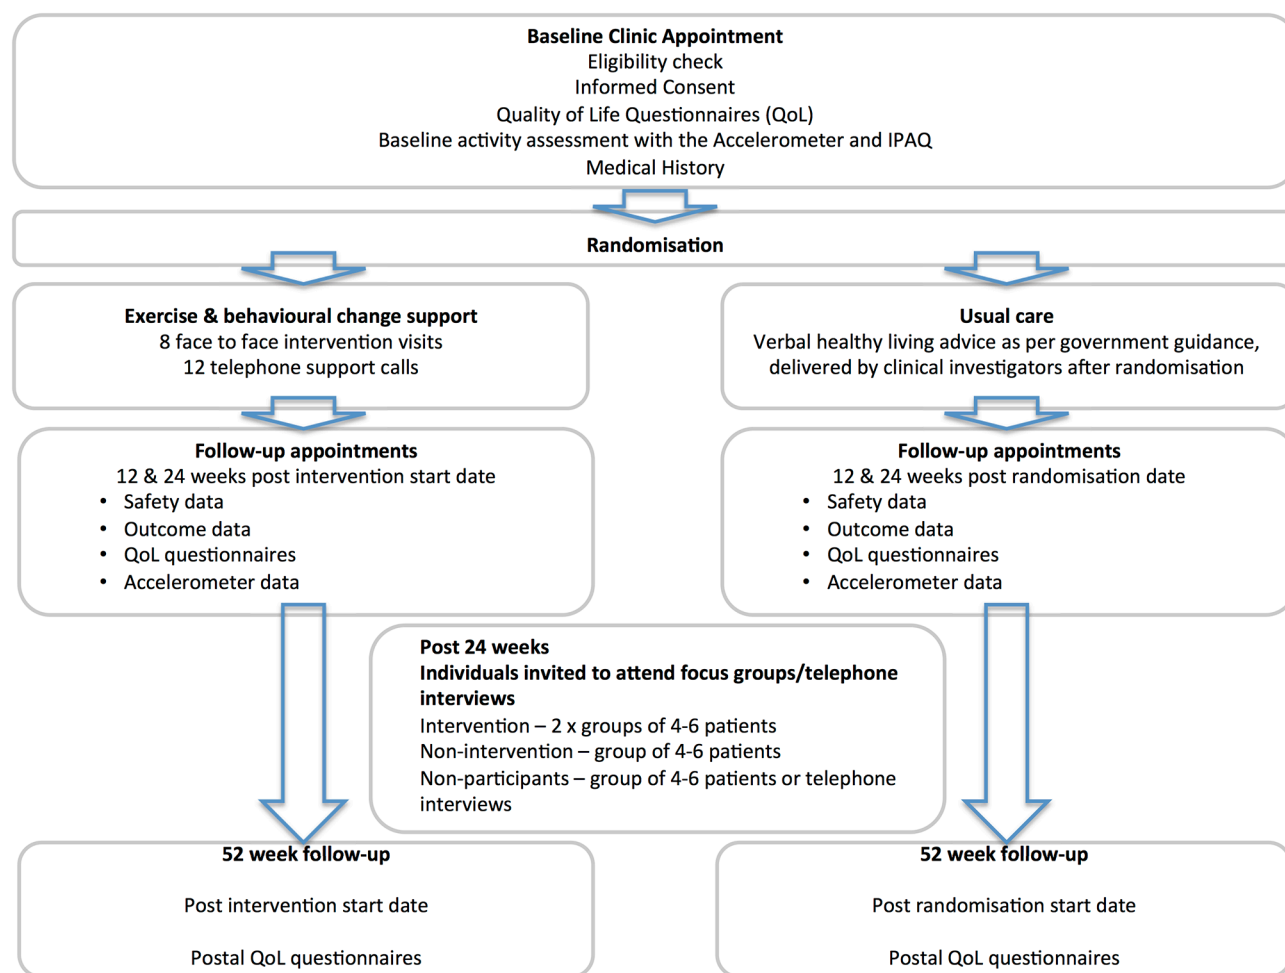 Baseline Clinic Appointment
Eligibility check
Informed Consent
Quality of Life Questionnaires (QoL)
Baseline activity assessment with the Accelerometer and IPAQ
Medical History
Randomisation
Exercise & behavioural change support
8 face to face intervention visits
12 telephone support calls
Usual care
Verbal healthy living advice as per government guidance,
delivered by clinical investigators after randomisation
Follow-up appointments
12 & 24 weeks post intervention start date
• Safety data
• Outcome data
• QoL questionnaires
• Accelerometer data
Follow-up appointments
12 & 24 weeks post randomisation date
• Safety data
• Outcome data
• QoL questionnaires
• Accelerometer data
Post 24 weeks
Individuals invited to attend focus groups/telephone
interviews
Intervention – 2 x groups of 4-6 patients
Non-intervention – group of 4-6 patients
Non-participants – group of 4-6 patients or telephone
interviews
52 week follow-up
Post intervention start date
Postal QoL questionnaires
52 week follow-up
Post randomisation start date
Postal QoL questionnaires